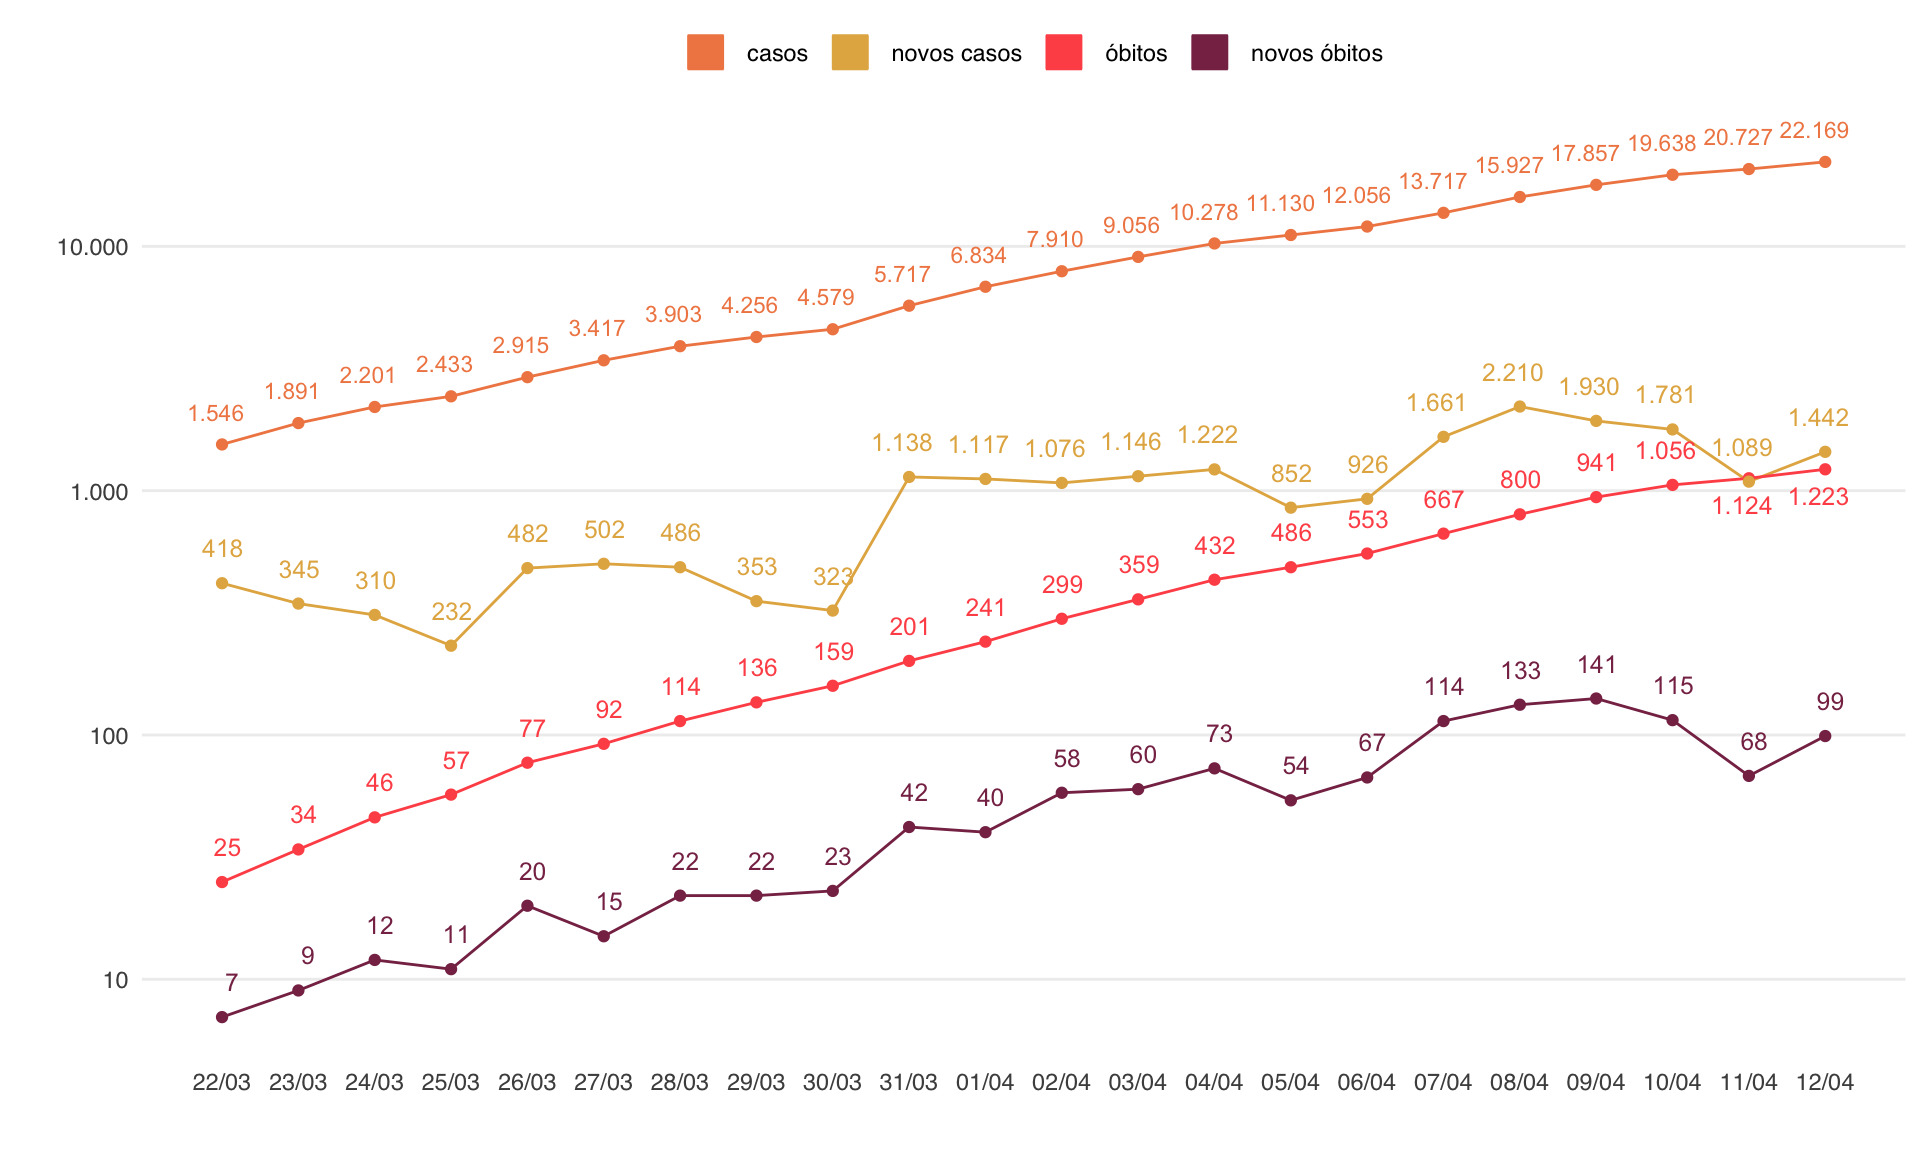 casos novos casos óbitos novos óbitos
1.546 1.891 2.201 2.433 2.915 3.417 3.903 4.256 4.579 5.717 6.834 7.910 9.056 10.278 11.130 12.056 13.717 15.927 17.857 19.638 20.727 22.169
10.000
418 345 310 232 482 502 486 353 323 1.138 1.117 1.076 1.146 1.222 852 926 1.661 2.210 1.930 1.781 1.089 1.442
1.000
25 34 46 57 77 92 114 136 159 201 241 299 359 432 486 553 667 800 941 1.056 1.124 1.223
100
7 9 12 11 20 15 22 22 23 42 40 58 60 73 54 67 114 133 141 115 68 99
10
22/03 23/03 24/03 25/03 26/03 27/03 28/03 29/03 30/03 31/03 01/04 02/04 03/04 04/04 05/04 06/04 07/04 08/04 09/04 10/04 11/04 12/04